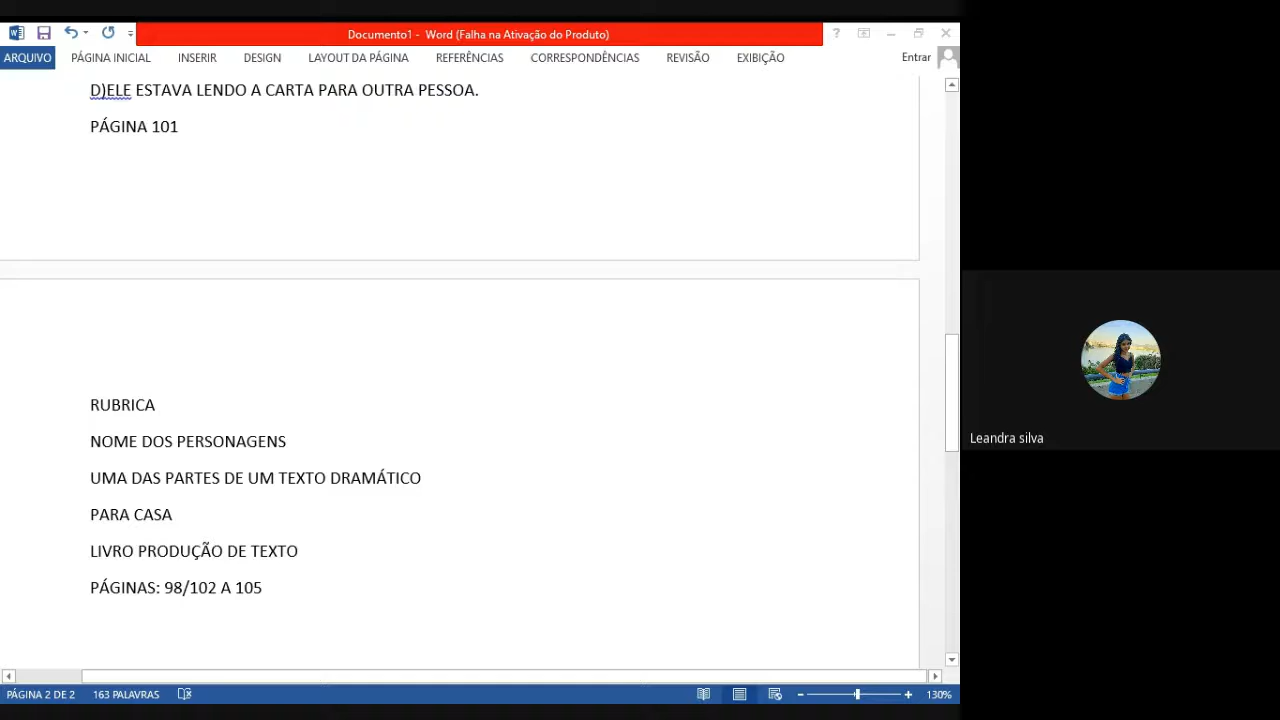 Documento1 - Word (Falha na Ativação do Produto)
ARQUIVO PÁGINA INICIAL INSERIR DESIGN LAYOUT DA PÁGINA REFERÊNCIAS CORRESPONDÊNCIAS REVISÃO EXIBIÇÃO Entrar
D)ELE ESTAVA LENDO A CARTA PARA OUTRA PESSOA.
PÁGINA 101
RUBRICA
NOME DOS PERSONAGENS
UMA DAS PARTES DE UM TEXTO DRAMÁTICO
PARA CASA
LIVRO PRODUÇÃO DE TEXTO
PÁGINAS: 98/102 A 105
Leandra silva
PÁGINA 2 DE 2 163 PALAVRAS 130%